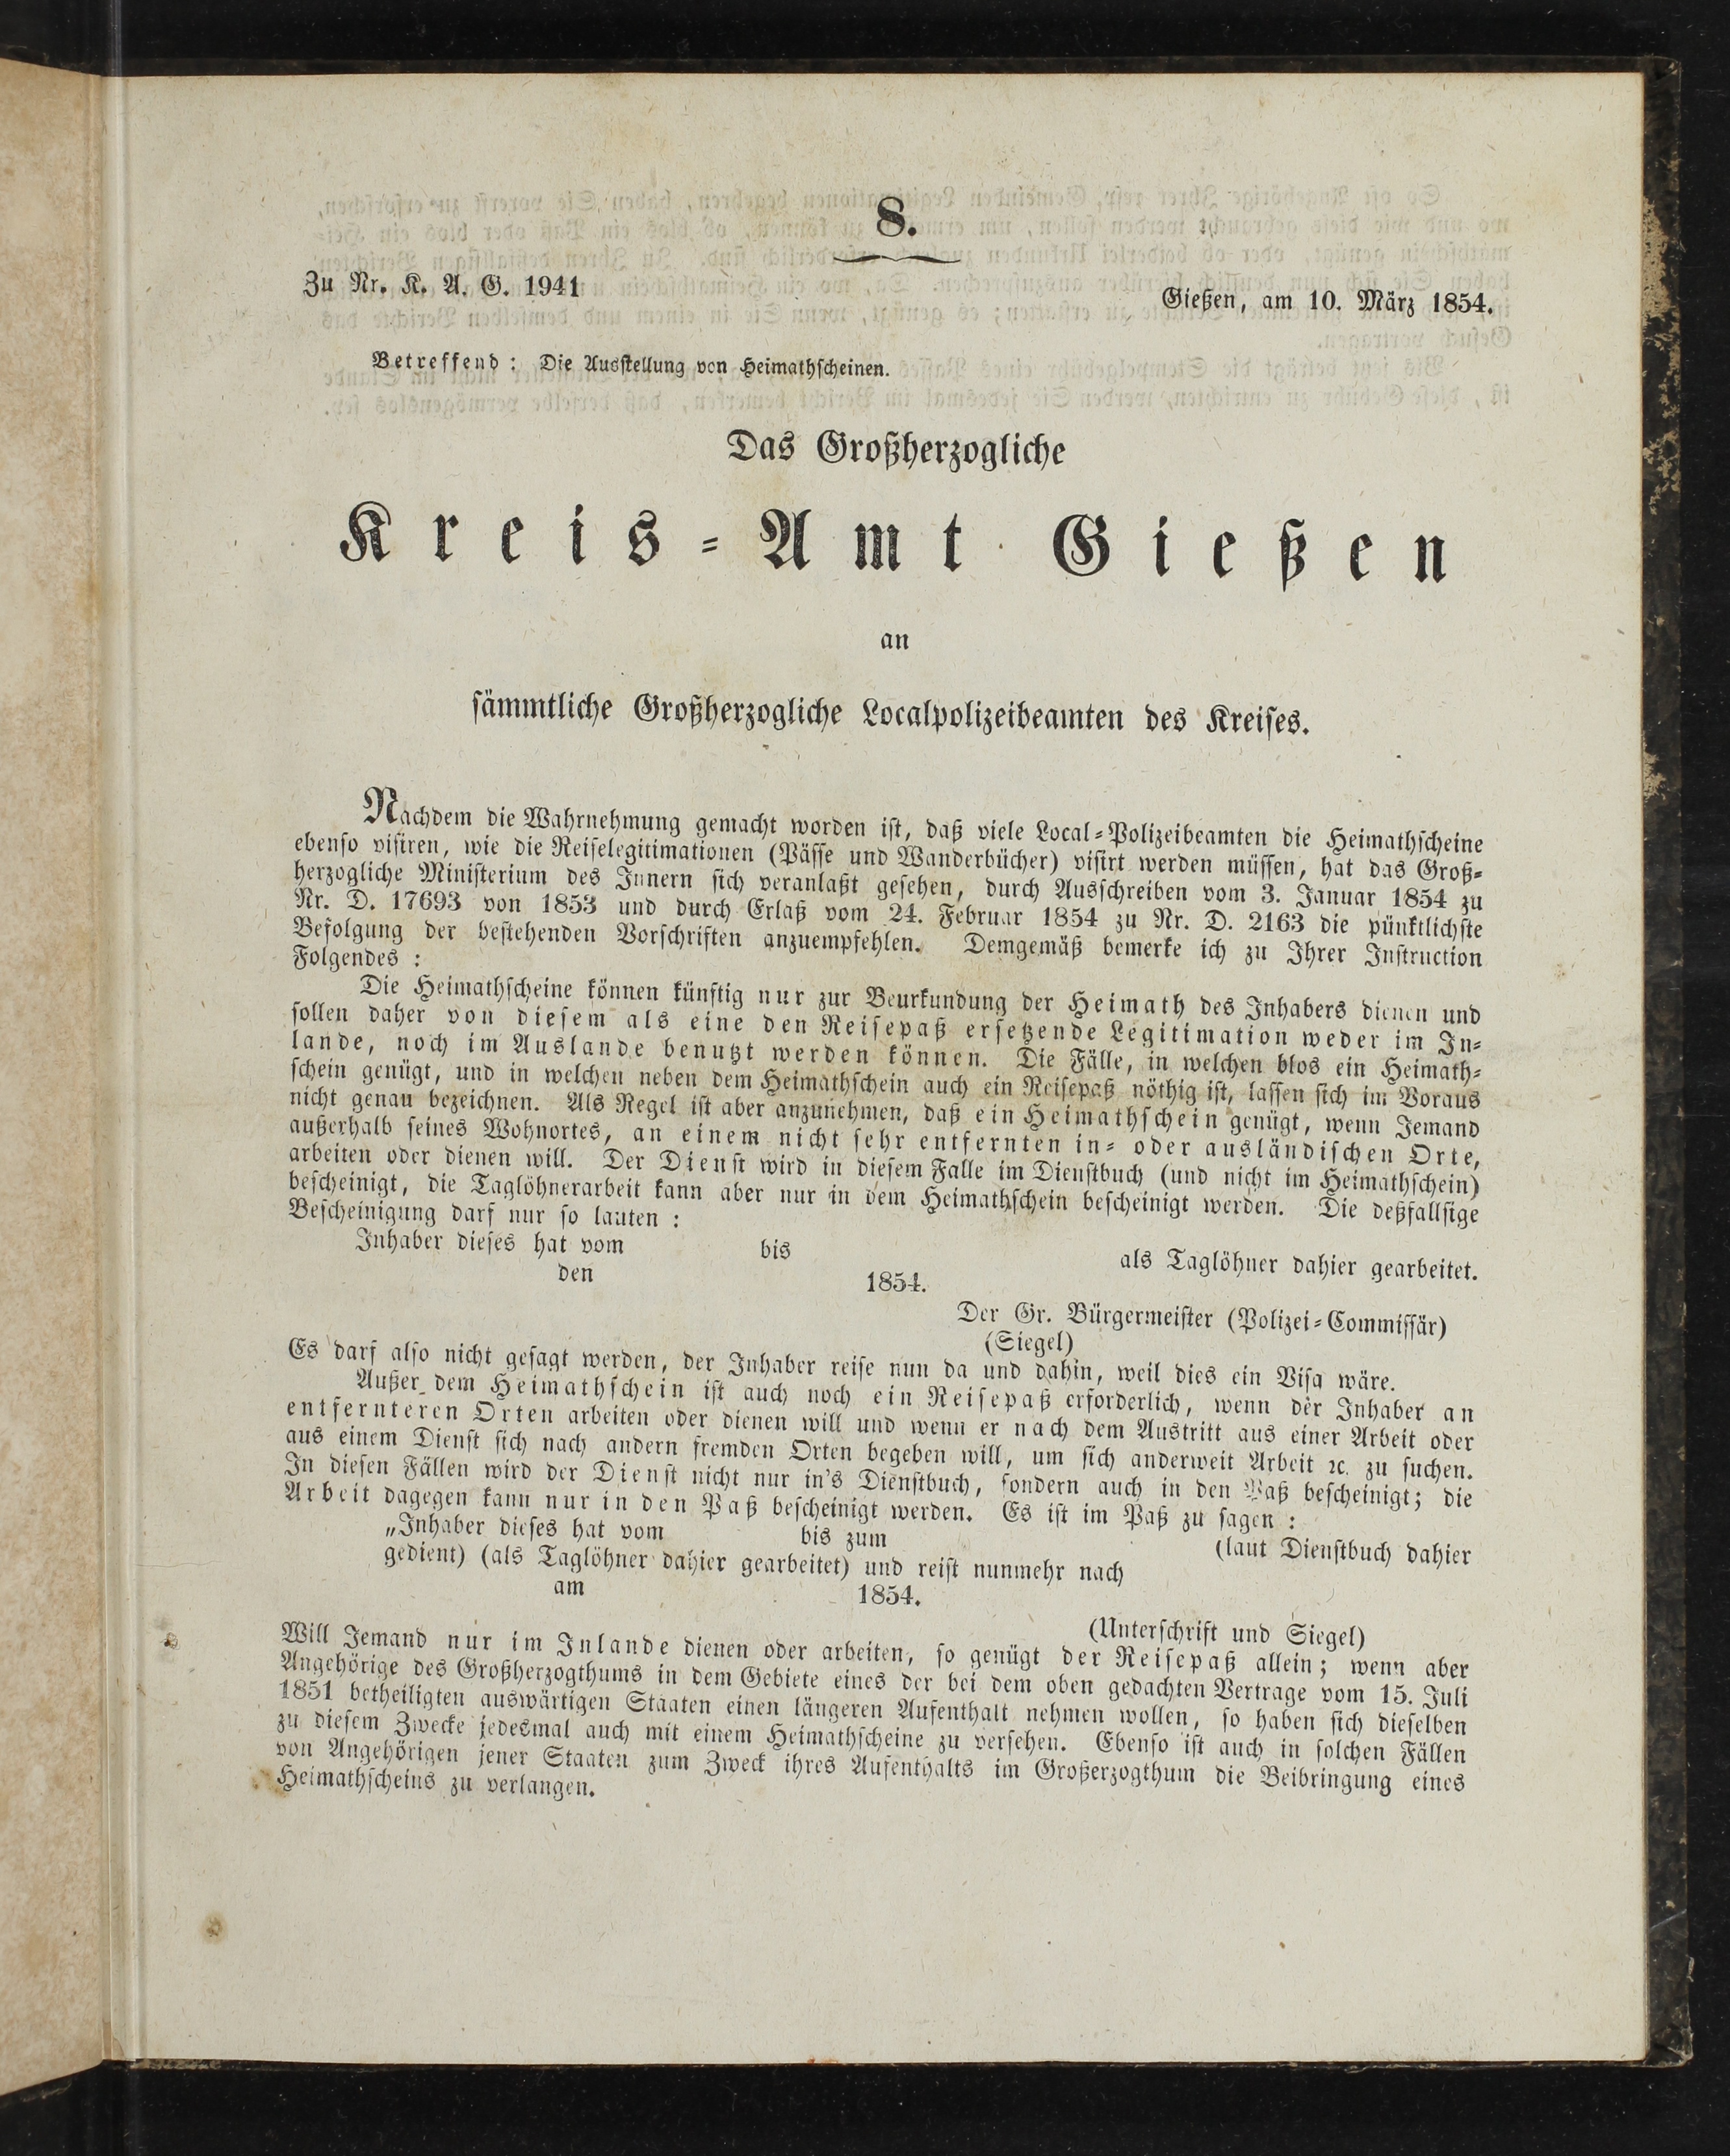 8.
Zu Nr. K. A. G. 1941
Gießen, am 10. März 1854.
Betreffend: Die Ausstellung von Heimathscheinen.
Das Großherzogliche
Kreis-Amt Gießen
an
sämmtliche Großherzogliche Localpolizeibeamten des Kreises.
Nachdem die Wahrnehmung gemacht worden ist, daß viele Local-Polizeibeamten die Heimathscheine
ebenso visiren, wie die Reiselegitimationen (Pässe und Wanderbücher) visirt werden müssen, hat das Groß-
herzogliche Ministerium des Innern sich veranlaßt gesehen, durch Ausschreiben vom 3. Januar 1854 zu
Nr. D. 17693 von 1853 und durch Erlaß vom 24. Februar 1854 zu Nr. D. 2163 die pünktlichste
Befolgung der bestehenden Vorschriften anzuempfehlen. Demgemäß bemerke ich zu Ihrer Instruction
Folgendes:
Die Heimathscheine können künftig nur zur Beurkundung der Heimath des Inhabers dienen und
sollen daher von diesem als eine den Reisepaß ersetzende Legitimation weder im In-
lande, noch im Auslande benutzt werden können. Die Fälle, in welchen blos ein Heimath-
schein genügt, und in welchen neben dem Heimathschein auch ein Reisepaß nöthig ist, lassen sich im Voraus
nicht genau bezeichnen. Als Regel ist aber anzunehmen, daß ein Heimathschein genügt, wenn Jemand
außerhalb seines Wohnortes, an einem nicht sehr entfernten in- oder ausländischen Orte,
arbeiten oder dienen will. Der Dienst wird in diesem Falle im Dienstbuch (und nicht im Heimathschein)
bescheinigt, die Taglöhnerarbeit kann aber nur in dem Heimathschein bescheinigt werden. Die deßfallsige
Bescheinigung darf nur so lauten:
Inhaber dieses hat vom bis als Taglöhner dahier gearbeitet.
den 1854.
Der Gr. Bürgermeister (Polizei-Commissär)
(Siegel)
Es darf also nicht gesagt werden, der Inhaber reise nun da und dahin, weil dies ein Visa wäre.
Außer dem Heimathschein ist auch noch ein Reisepaß erforderlich, wenn der Inhaber an
entfernteren Orten arbeiten oder dienen will und wenn er nach dem Austritt aus einer Arbeit oder
aus einem Dienst sich nach andern fremden Orten begeben will, um sich anderweit Arbeit ꝛc. zu suchen.
In diesen Fällen wird der Dienst nicht nur in's Dienstbuch, sondern auch in den Paß bescheinigt; die
Arbeit dagegen kann nur in den Paß bescheinigt werden. Es ist im Paß zu sagen:
„Inhaber dieses hat vom bis zum (laut Dienstbuch dahier
gedient) (als Taglöhner dahier gearbeitet) und reist nunmehr nach
am 1854.
(Unterschrift und Siegel)
Will Jemand nur im Inlande dienen oder arbeiten, so genügt der Reisepaß allein; wenn aber
Angehörige des Großherzogthums in dem Gebiete eines der bei dem oben gedachten Vertrage vom 15. Juli
1851 betheiligten auswärtigen Staaten einen längeren Aufenthalt nehmen wollen, so haben sich dieselben
zu diesem Zwecke jedesmal auch mit einem Heimathscheine zu versehen. Ebenso ist auch in solchen Fällen
von Angehörigen jener Staaten zum Zweck ihres Aufenthalts im Großerzogthum die Beibringung eines
Heimathscheins zu verlangen.